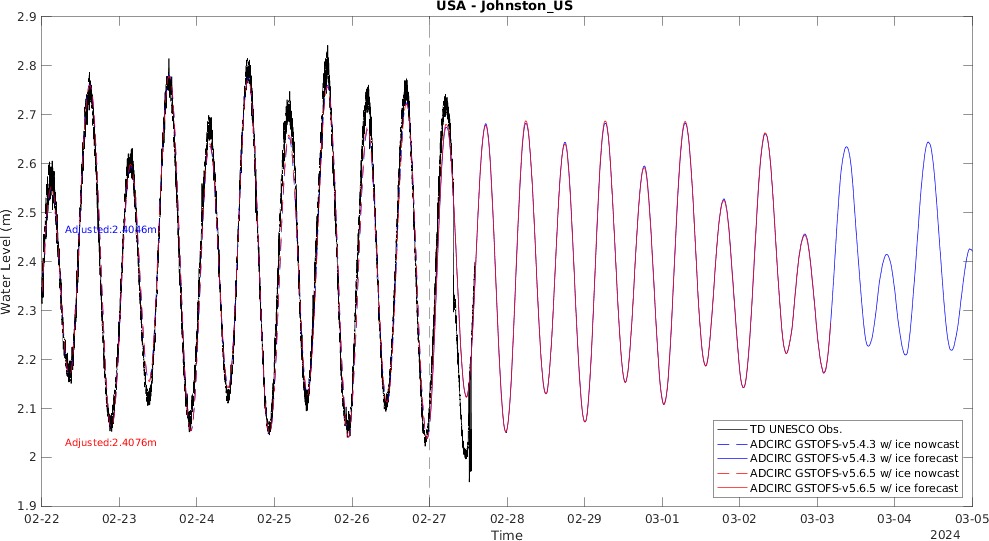 USA - Johnston_US
2.9
2.8
2.7
2.6
2.5
2.4
2.3
2.2
2.1
2
1.9
Water Level (m)
Adjusted:2.4046m
Adjusted:2.4076m
TD UNESCO Obs.
ADCIRC GSTOFS-v5.4.3 w/ ice nowcast
ADCIRC GSTOFS-v5.4.3 w/ ice forecast
ADCIRC GSTOFS-v5.6.5 w/ ice nowcast
ADCIRC GSTOFS-v5.6.5 w/ ice forecast
02-22 02-23 02-24 02-25 02-26 02-27 02-28 02-29 03-01 03-02 03-03 03-04 03-05
Time
2024